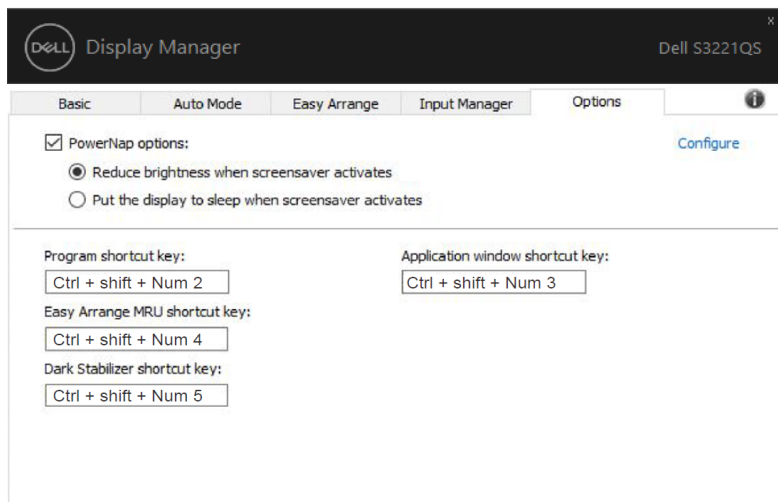 x
DELL Display Manager
Dell S3221QS
Basic Auto Mode Easy Arrange Input Manager Options i
PowerNap options:
Configure
Reduce brightness when screensaver activates
Put the display to sleep when screensaver activates
Program shortcut key:
Application window shortcut key:
Ctrl + shift + Num 2
Ctrl + shift + Num 3
Easy Arrange MRU shortcut key:
Ctrl + shift + Num 4
Dark Stabilizer shortcut key:
Ctrl + shift + Num 5